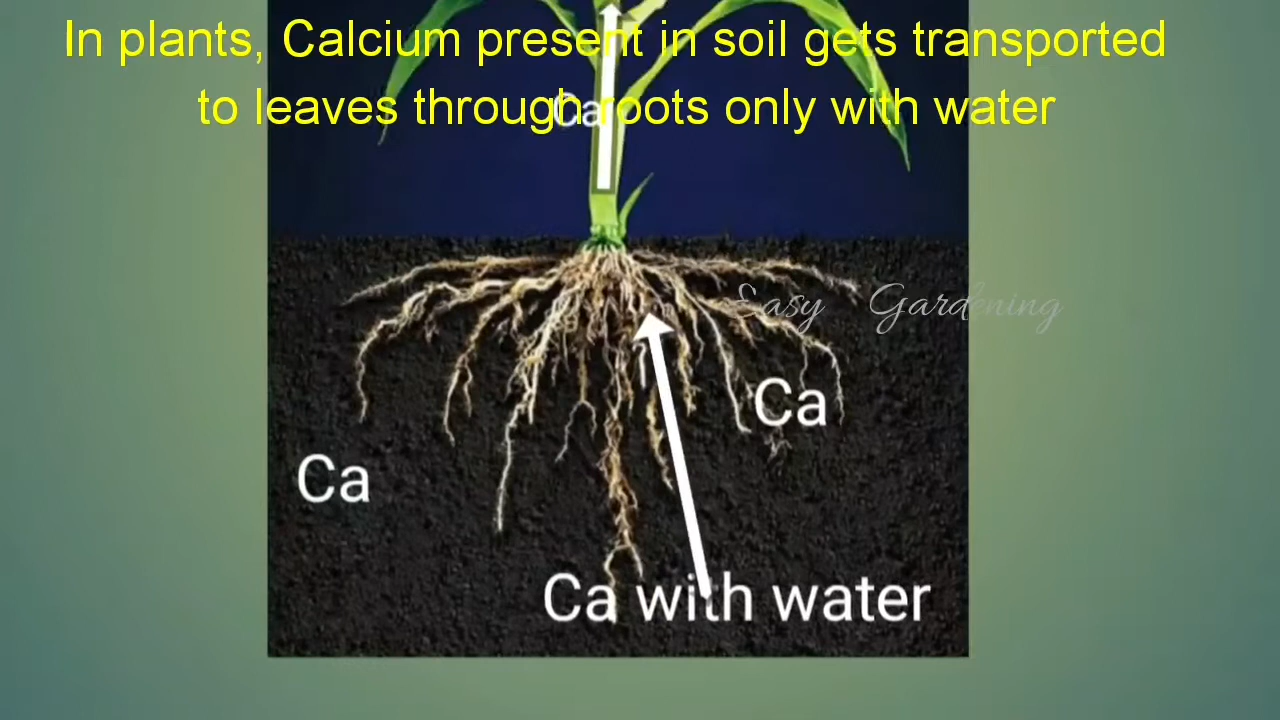 In plants, Calcium present in soil gets transported
to leaves through roots only with water
Ca
Easy Gardening
Ca
Ca
Ca with water